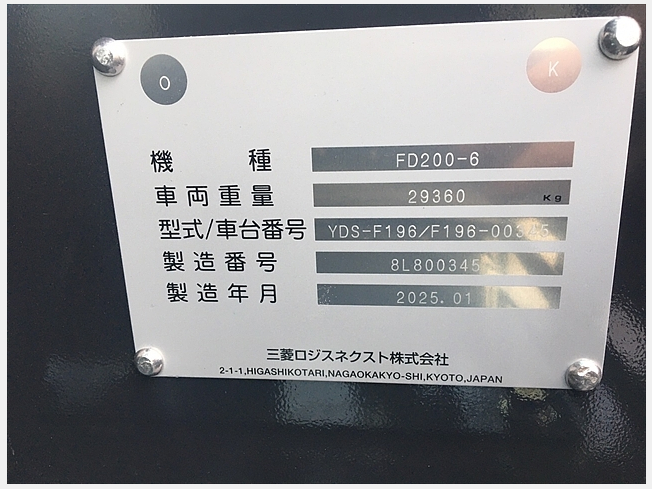 O K
機種 FD200-6
車両重量 29360 Kg
型式/車台番号 YDS-F196/F196-00345
製造番号 8L800345
製造年月 2025.01
三菱ロジスネクスト株式会社
2-1-1,HIGASHIKOTARI,NAGAOKAKYO-SHI,KYOTO,JAPAN